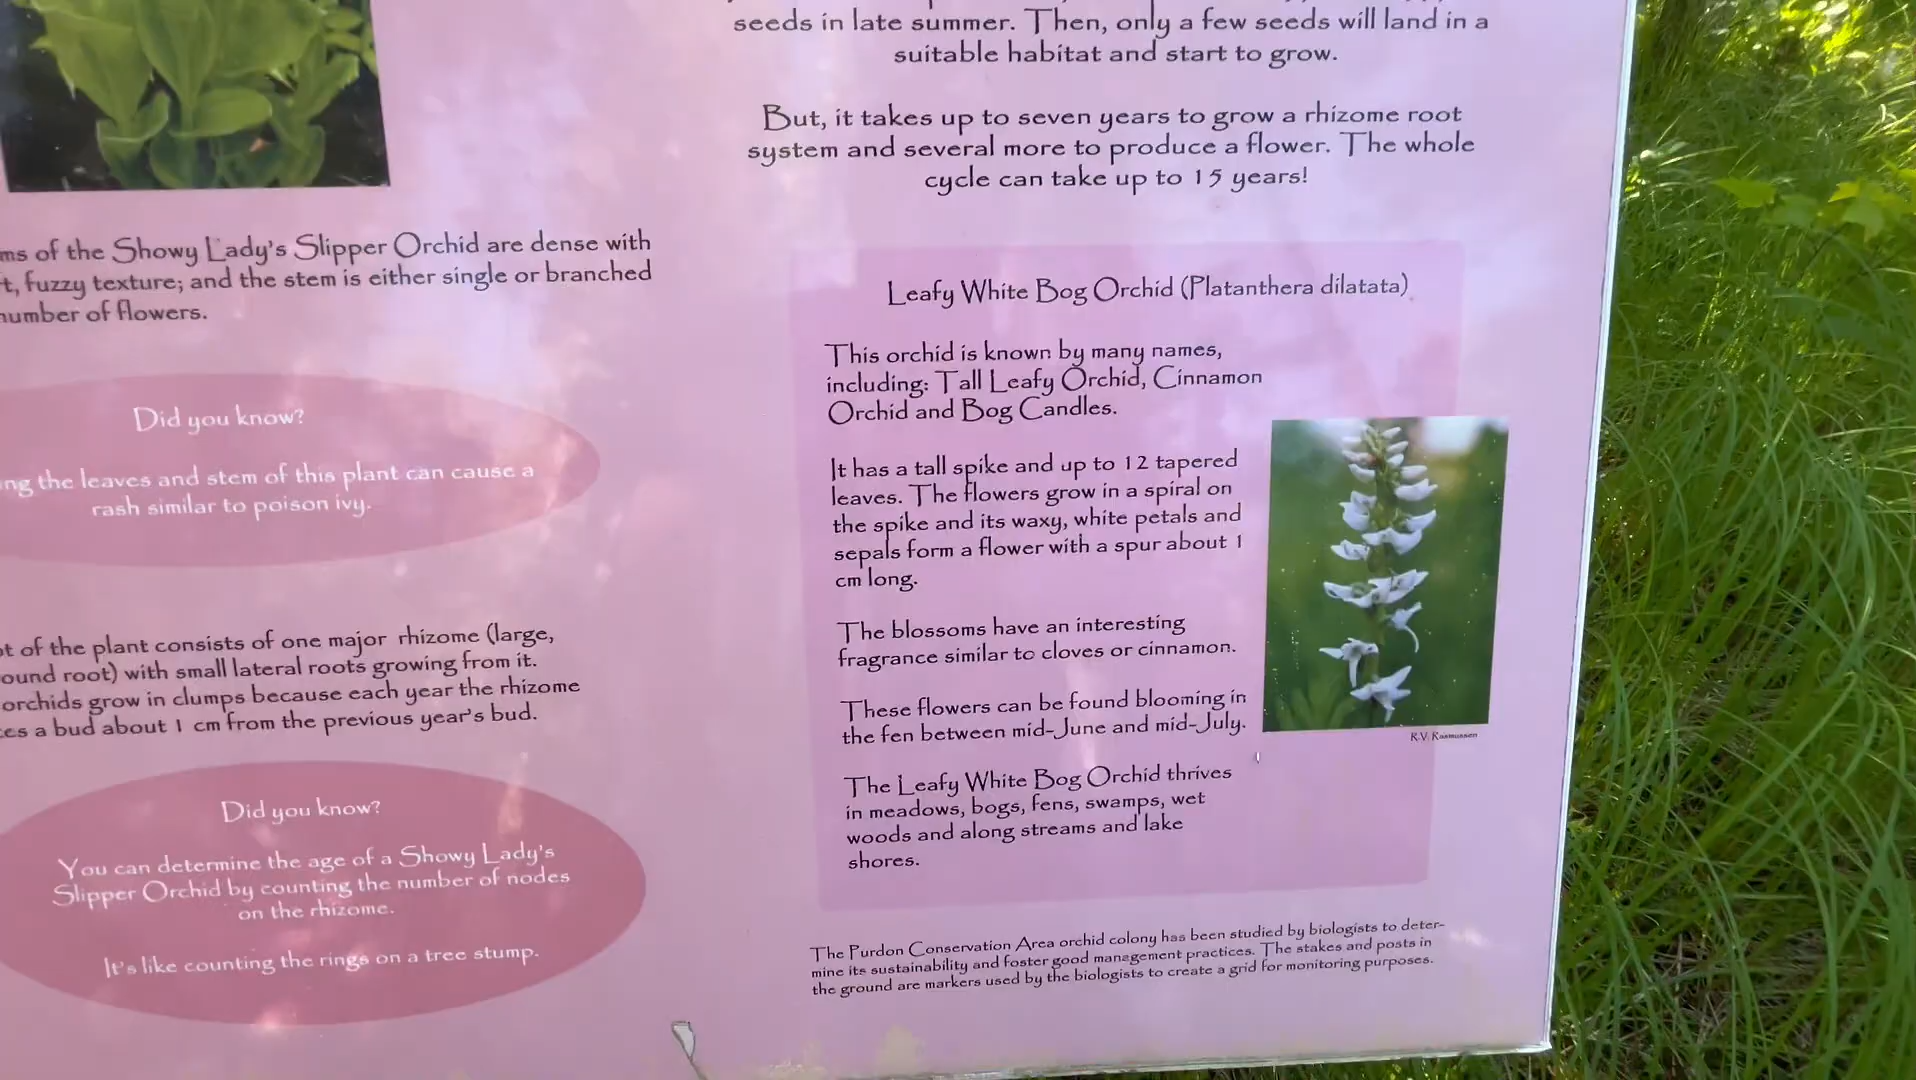 ms of the Showy Lady's Slipper Orchid are dense with
t, fuzzy texture; and the stem is either single or branched
number of flowers.
Did you know?
ng the leaves and stem of this plant can cause a
rash similar to poison ivy.
ot of the plant consists of one major rhizome (large,
ound root) with small lateral roots growing from it.
orchids grow in clumps because each year the rhizome
ces a bud about 1 cm from the previous year's bud.
Did you know?
You can determine the age of a Showy Lady's
Slipper Orchid by counting the number of nodes
on the rhizome.
It's like counting the rings on a tree stump.
seeds in late summer. Then, only a few seeds will land in a
suitable habitat and start to grow.
But, it takes up to seven years to grow a rhizome root
system and several more to produce a flower. The whole
cycle can take up to 15 years!
Leafy White Bog Orchid (Platanthera dilatata)
This orchid is known by many names,
including: Tall Leafy Orchid, Cinnamon
Orchid and Bog Candles.
It has a tall spike and up to 12 tapered
leaves. The flowers grow in a spiral on
the spike and its waxy, white petals and
sepals form a flower with a spur about 1
cm long.
The blossoms have an interesting
fragrance similar to cloves or cinnamon.
These flowers can be found blooming in
the fen between mid-June and mid-July.
R.V. Rasmussen
The Leafy White Bog Orchid thrives
in meadows, bogs, fens, swamps, wet
woods and along streams and lake
shores.
The Purdon Conservation Area orchid colony has been studied by biologists to deter-
mine its sustainability and foster good management practices. The stakes and posts in
the ground are markers used by the biologists to create a grid for monitoring purposes.